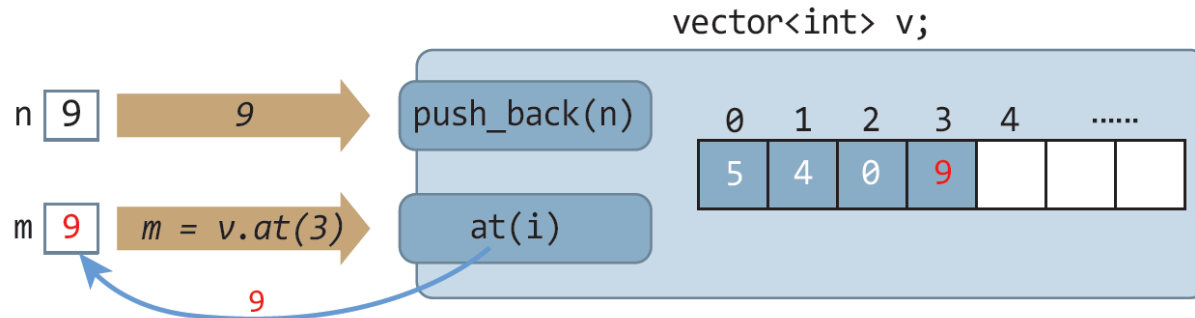 vector<int> v;
n 9 9 push_back(n)
0 1 2 3 4 ......
5 4 0 9
m 9 m = v.at(3) at(i)
9